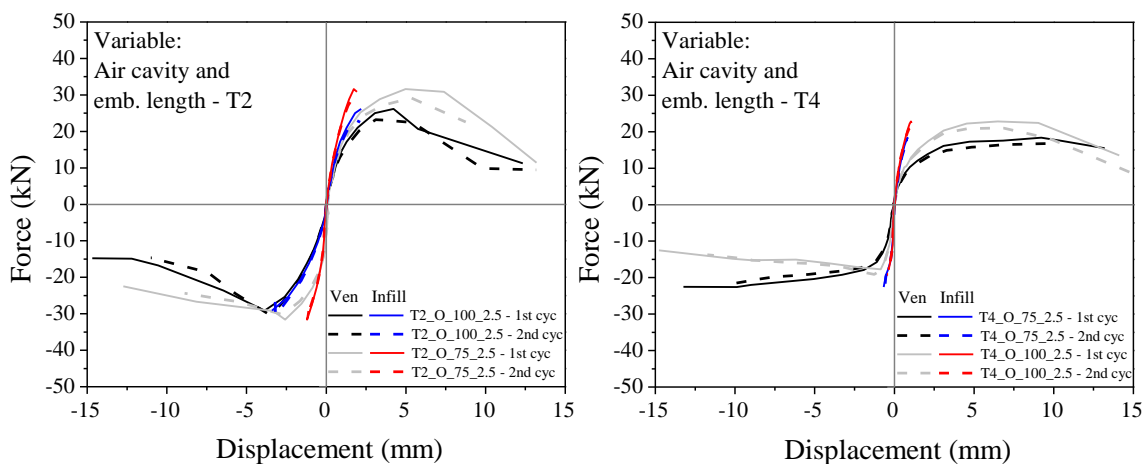 Variable:
Air cavity and
emb. length - T2
Force (kN)
50
40
30
20
10
0
-10
-20
-30
-40
-50
-15
-10
-5
0
5
10
15
Displacement (mm)
Ven Infill
T2_O_100_2.5 - 1st cyc
T2_O_100_2.5 - 2nd cyc
T2_O_75_2.5 - 1st cyc
T2_O_75_2.5 - 2nd cyc
Variable:
Air cavity and
emb. length - T4
Force (kN)
50
40
30
20
10
0
-10
-20
-30
-40
-50
-15
-10
-5
0
5
10
15
Displacement (mm)
Ven Infill
T4_O_75_2.5 - 1st cyc
T4_O_75_2.5 - 2nd cyc
T4_O_100_2.5 - 1st cyc
T4_O_100_2.5 - 2nd cyc